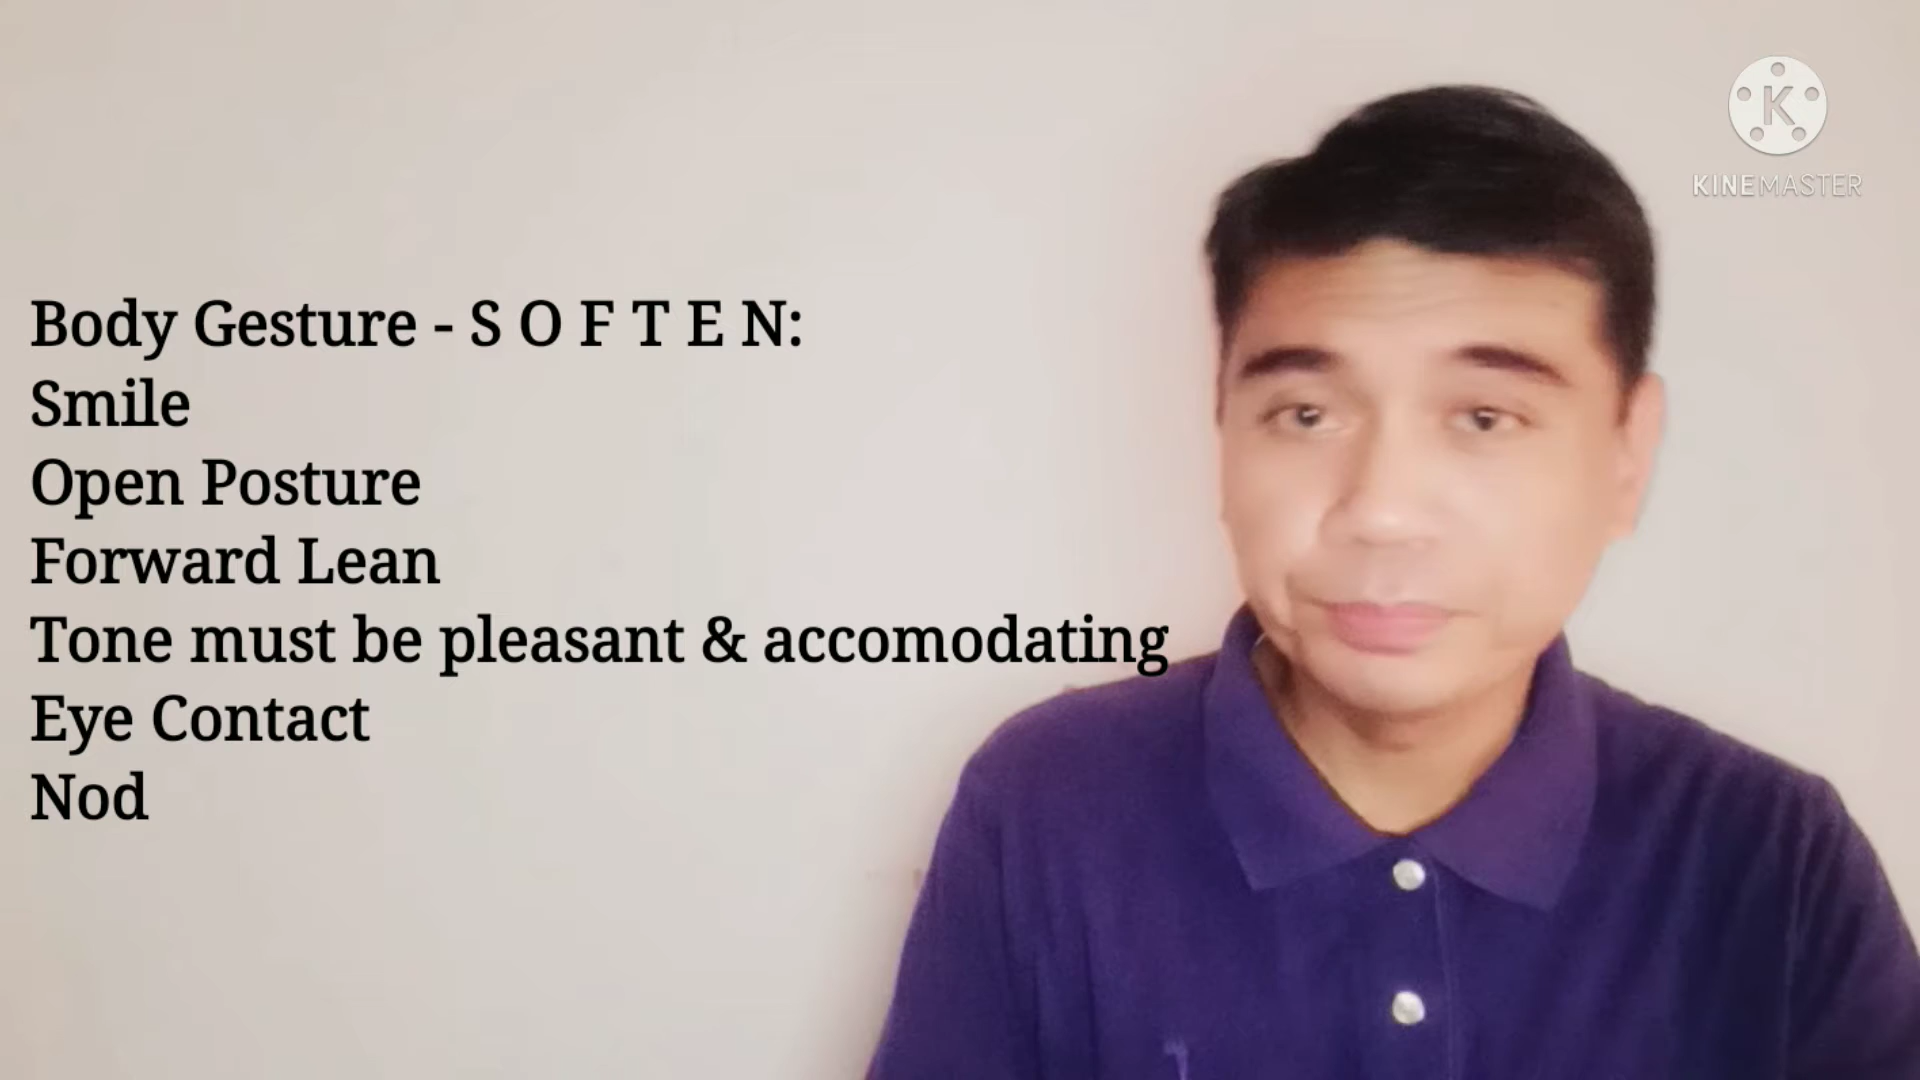 Body Gesture - S O F T E N:
Smile
Open Posture
Forward Lean
Tone must be pleasant & accomodating
Eye Contact
Nod
K
KINEMASTER